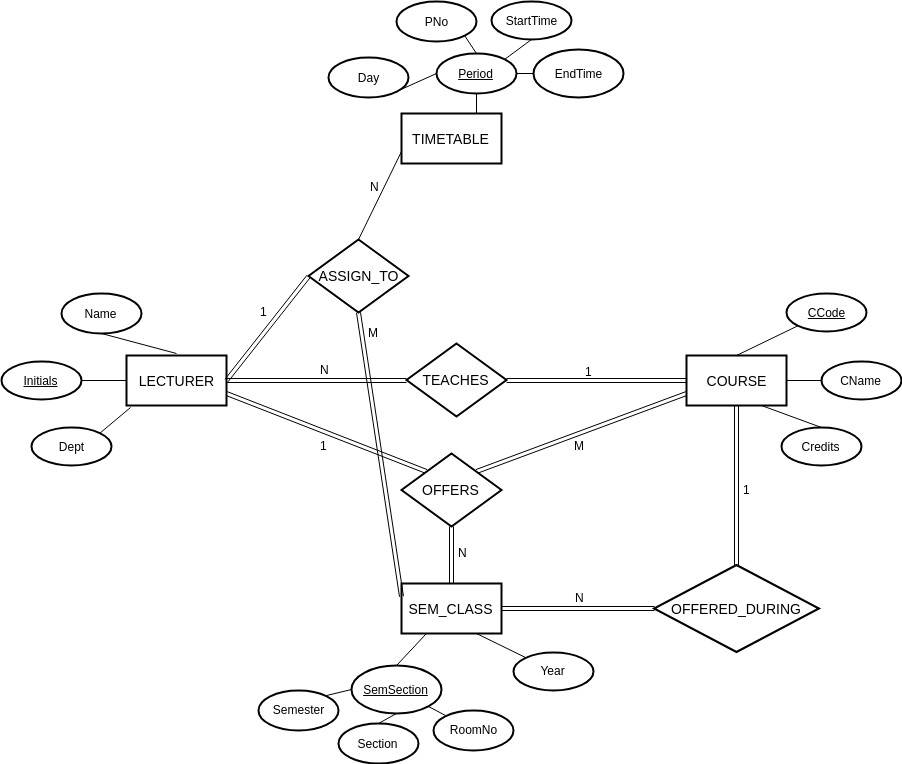 PNo
StartTime
Day
Period
EndTime
TIMETABLE
N
ASSIGN_TO
1
M
Name
CCode
Initials
LECTURER
N
TEACHES
1
COURSE
CName
Dept
1
M
Credits
OFFERS
1
N
SEM_CLASS
N
OFFERED_DURING
SemSection
Year
Semester
Section
RoomNo